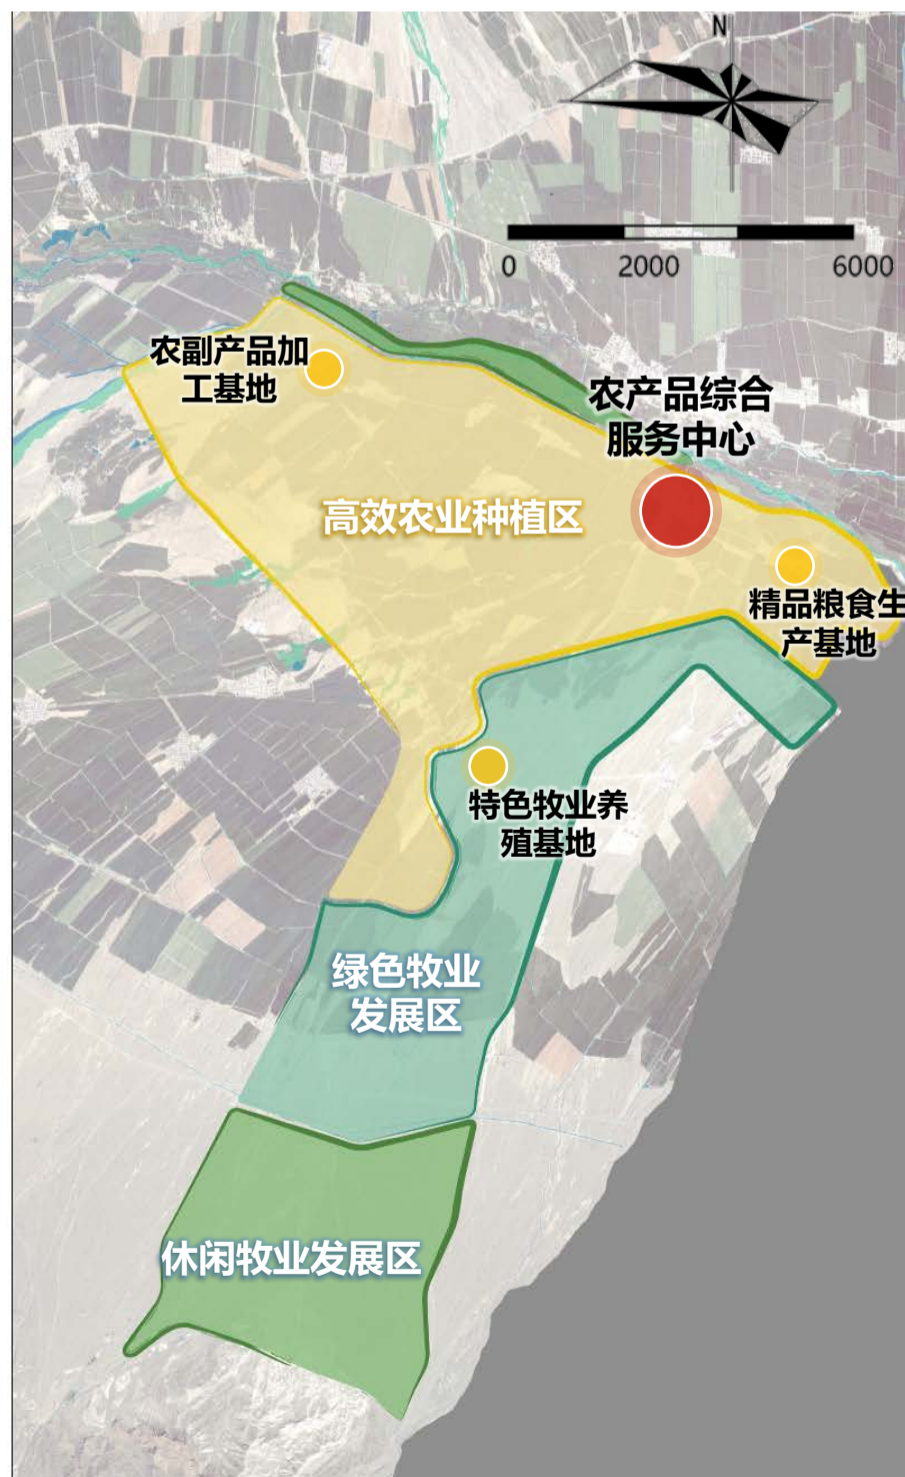 N
0 2000 6000
农副产品加
工基地
农产品综合
服务中心
高效农业种植区
精品粮食生
产基地
特色牧业养
殖基地
绿色牧业
发展区
休闲牧业发展区